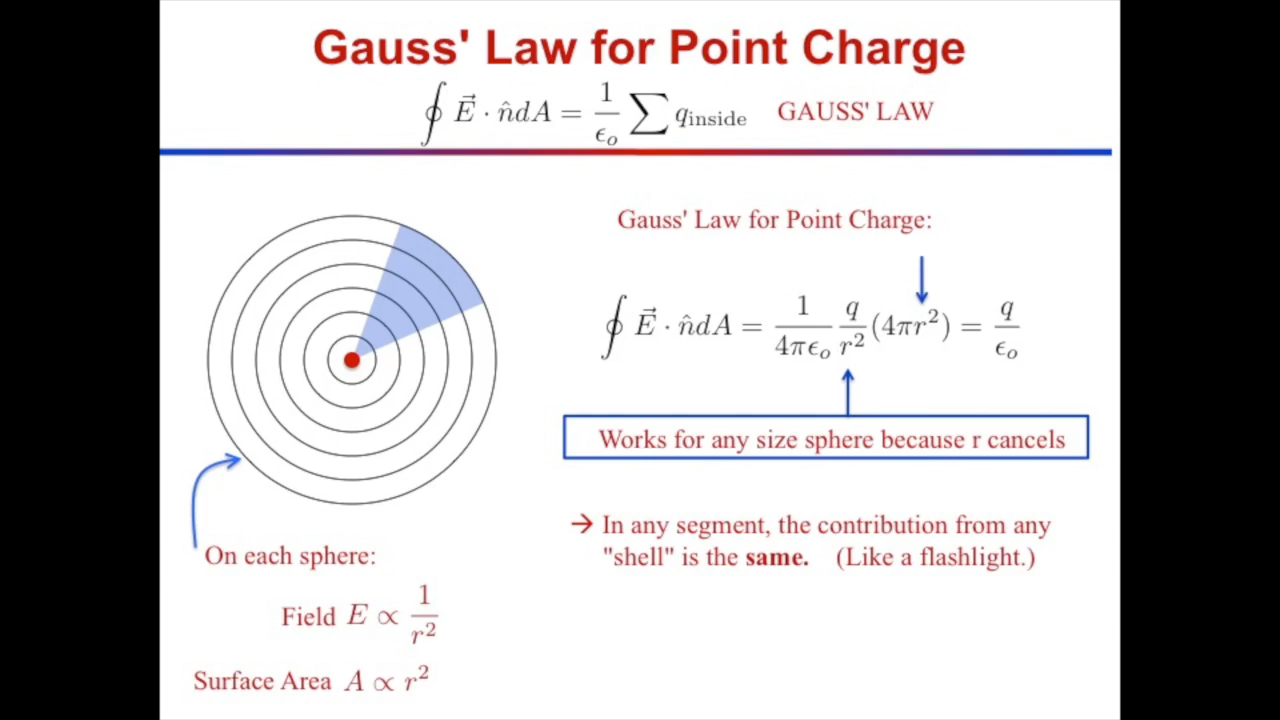 Gauss' Law for Point Charge
∮ E⃗ · n̂dA = 1/ϵ₀ ∑ q_inside GAUSS' LAW
Gauss' Law for Point Charge:
∮ E⃗ · n̂dA = 1/4πϵ₀ q/r² (4πr²) = q/ϵ₀
Works for any size sphere because r cancels
→ In any segment, the contribution from any
"shell" is the same. (Like a flashlight.)
On each sphere:
Field E ∝ 1/r²
Surface Area A ∝ r²